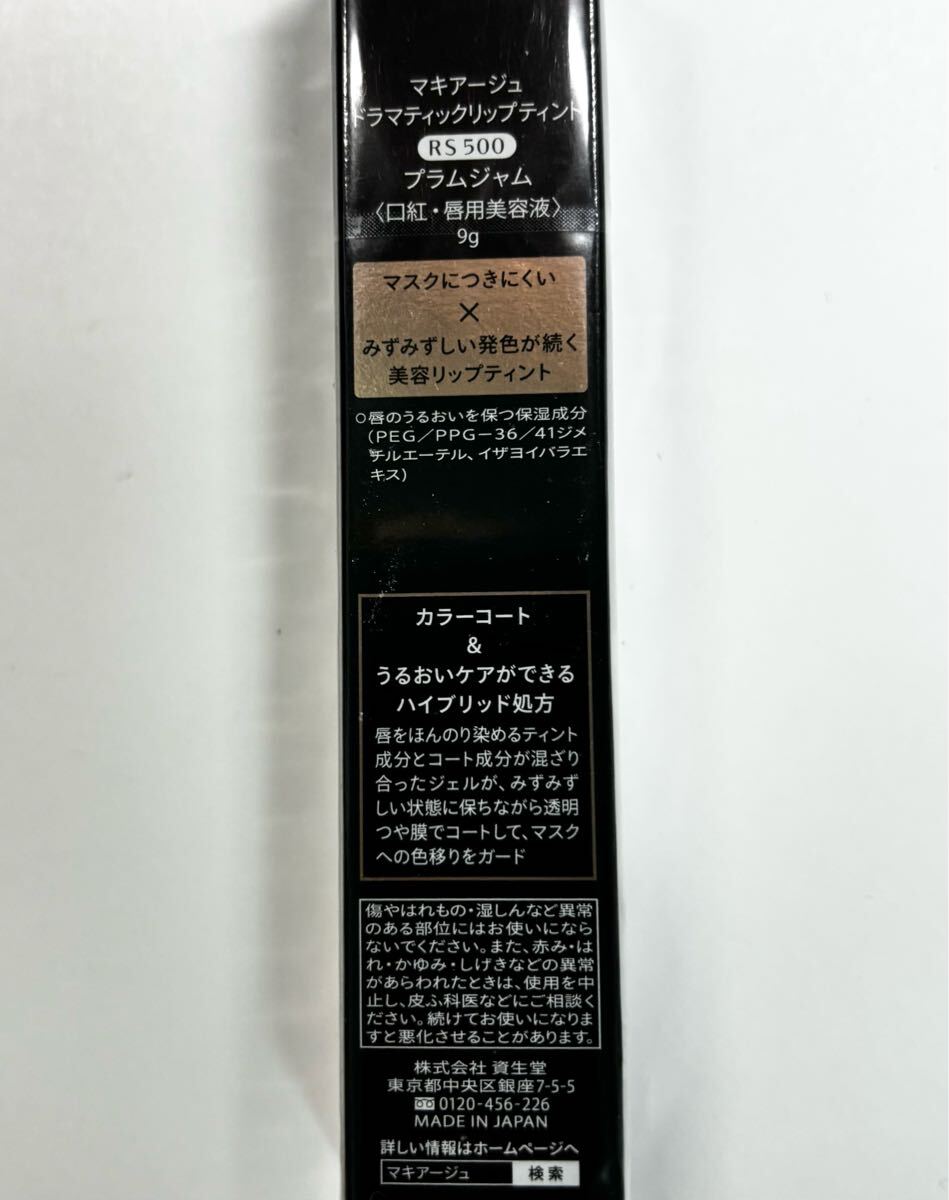 マキアージュ
ドラマティックリップティント
RS 500
プラムジャム
〈口紅・唇用美容液〉
9g
マスクにつきにくい
×
みずみずしい発色が続く
美容リップティント
○唇のうるおいを保つ保湿成分
(PEG／PPG－36／41ジメ
チルエーテル、イザヨイバラエ
キス)
カラーコート
&
うるおいケアができる
ハイブリッド処方
唇をほんのり染めるティント
成分とコート成分が混ざり
合ったジェルが、みずみず
しい状態に保ちながら透明
つや膜でコートして、マスク
への色移りをガード
傷やはれもの・湿しんなど異常
のある部位にはお使いになら
ないでください。また、赤み・は
れ・かゆみ・しげきなどの異常
があらわれたときは、使用を中
止し、皮ふ科医などにご相談く
ださい。続けてお使いになりま
すと悪化させることがあります。
株式会社 資生堂
東京都中央区銀座7-5-5
0120-456-226
MADE IN JAPAN
詳しい情報はホームページへ
マキアージュ 検索